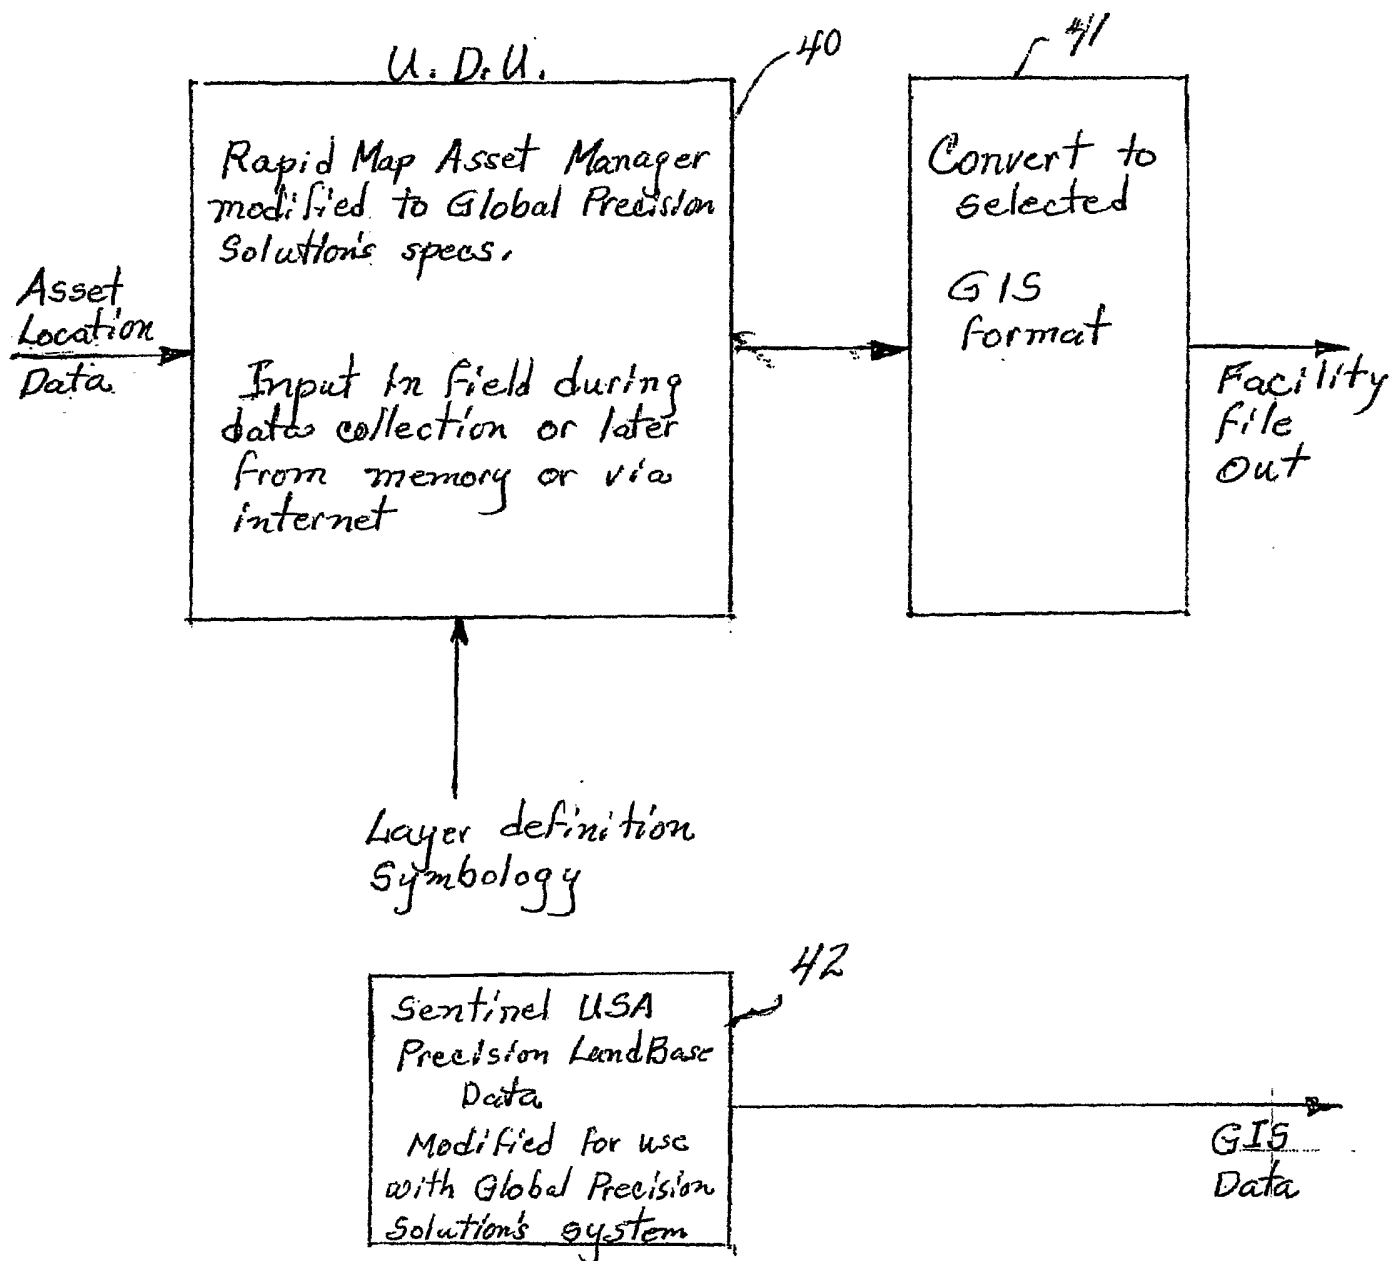 U. D. U.
40
41
Rapid Map Asset Manager
modified to Global Precision
Solution's specs.
Input in field during
data collection or later
from memory or via
internet
Convert to
selected
GIS
format
Asset
Location
Data
Facility
file
Out
Layer definition
Symbology
42
Sentinel USA
Precision LandBase
Data
Modified for use
with Global Precision
Solution's system
GIS
Data